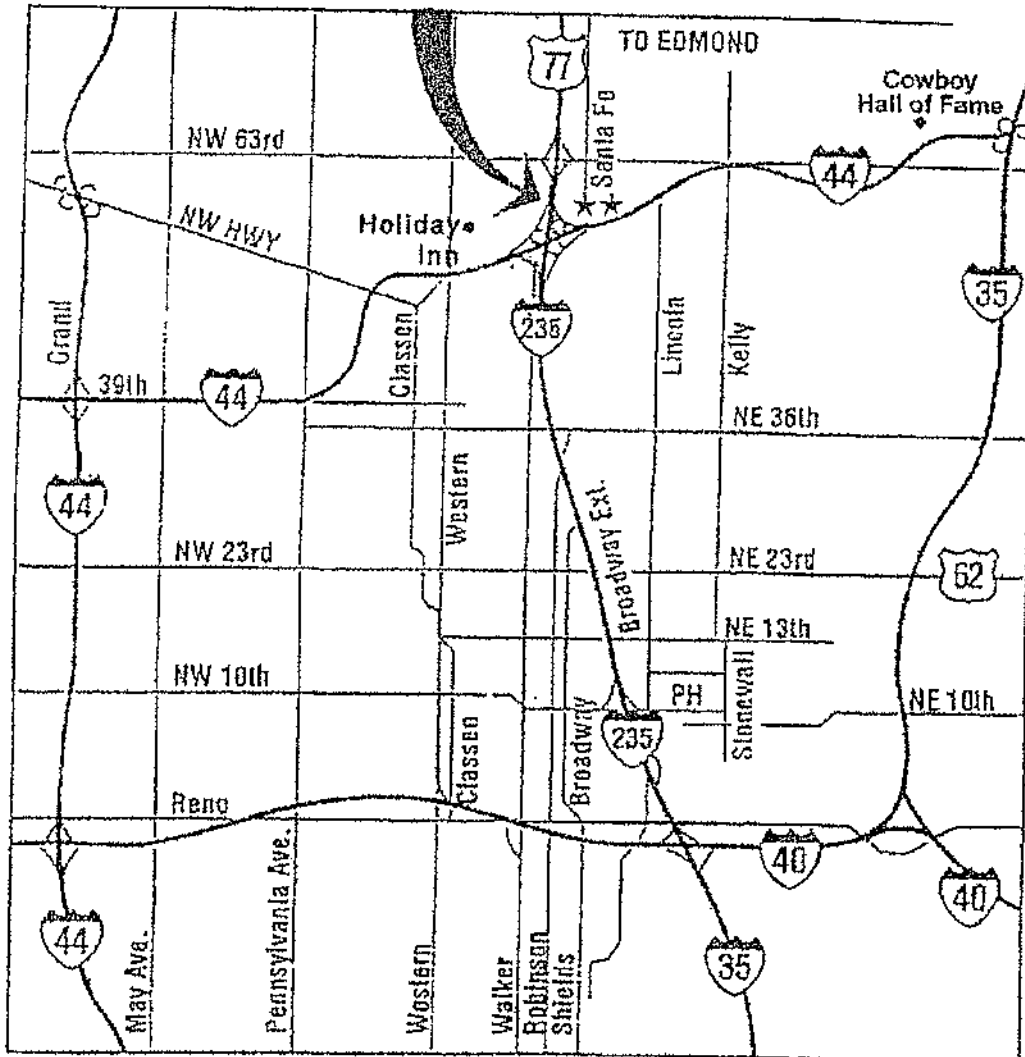 TO EDMOND
77
Cowboy
Hall of Fame
Santa Fe
NW 63rd
44
NW HWY
Holiday
Inn
35
235
Grand
Classen
Lincoln
Kelly
39th
44
NE 36th
44
Western
Broadway Ext.
NW 23rd
NE 23rd
62
NE 13th
NW 10th
PH
NE 10th
Stonewall
235
Classen
Broadway
Reno
40
40
44
35
May Ave.
Pennsylvania Ave.
Western
Walker
Robinson
Shields